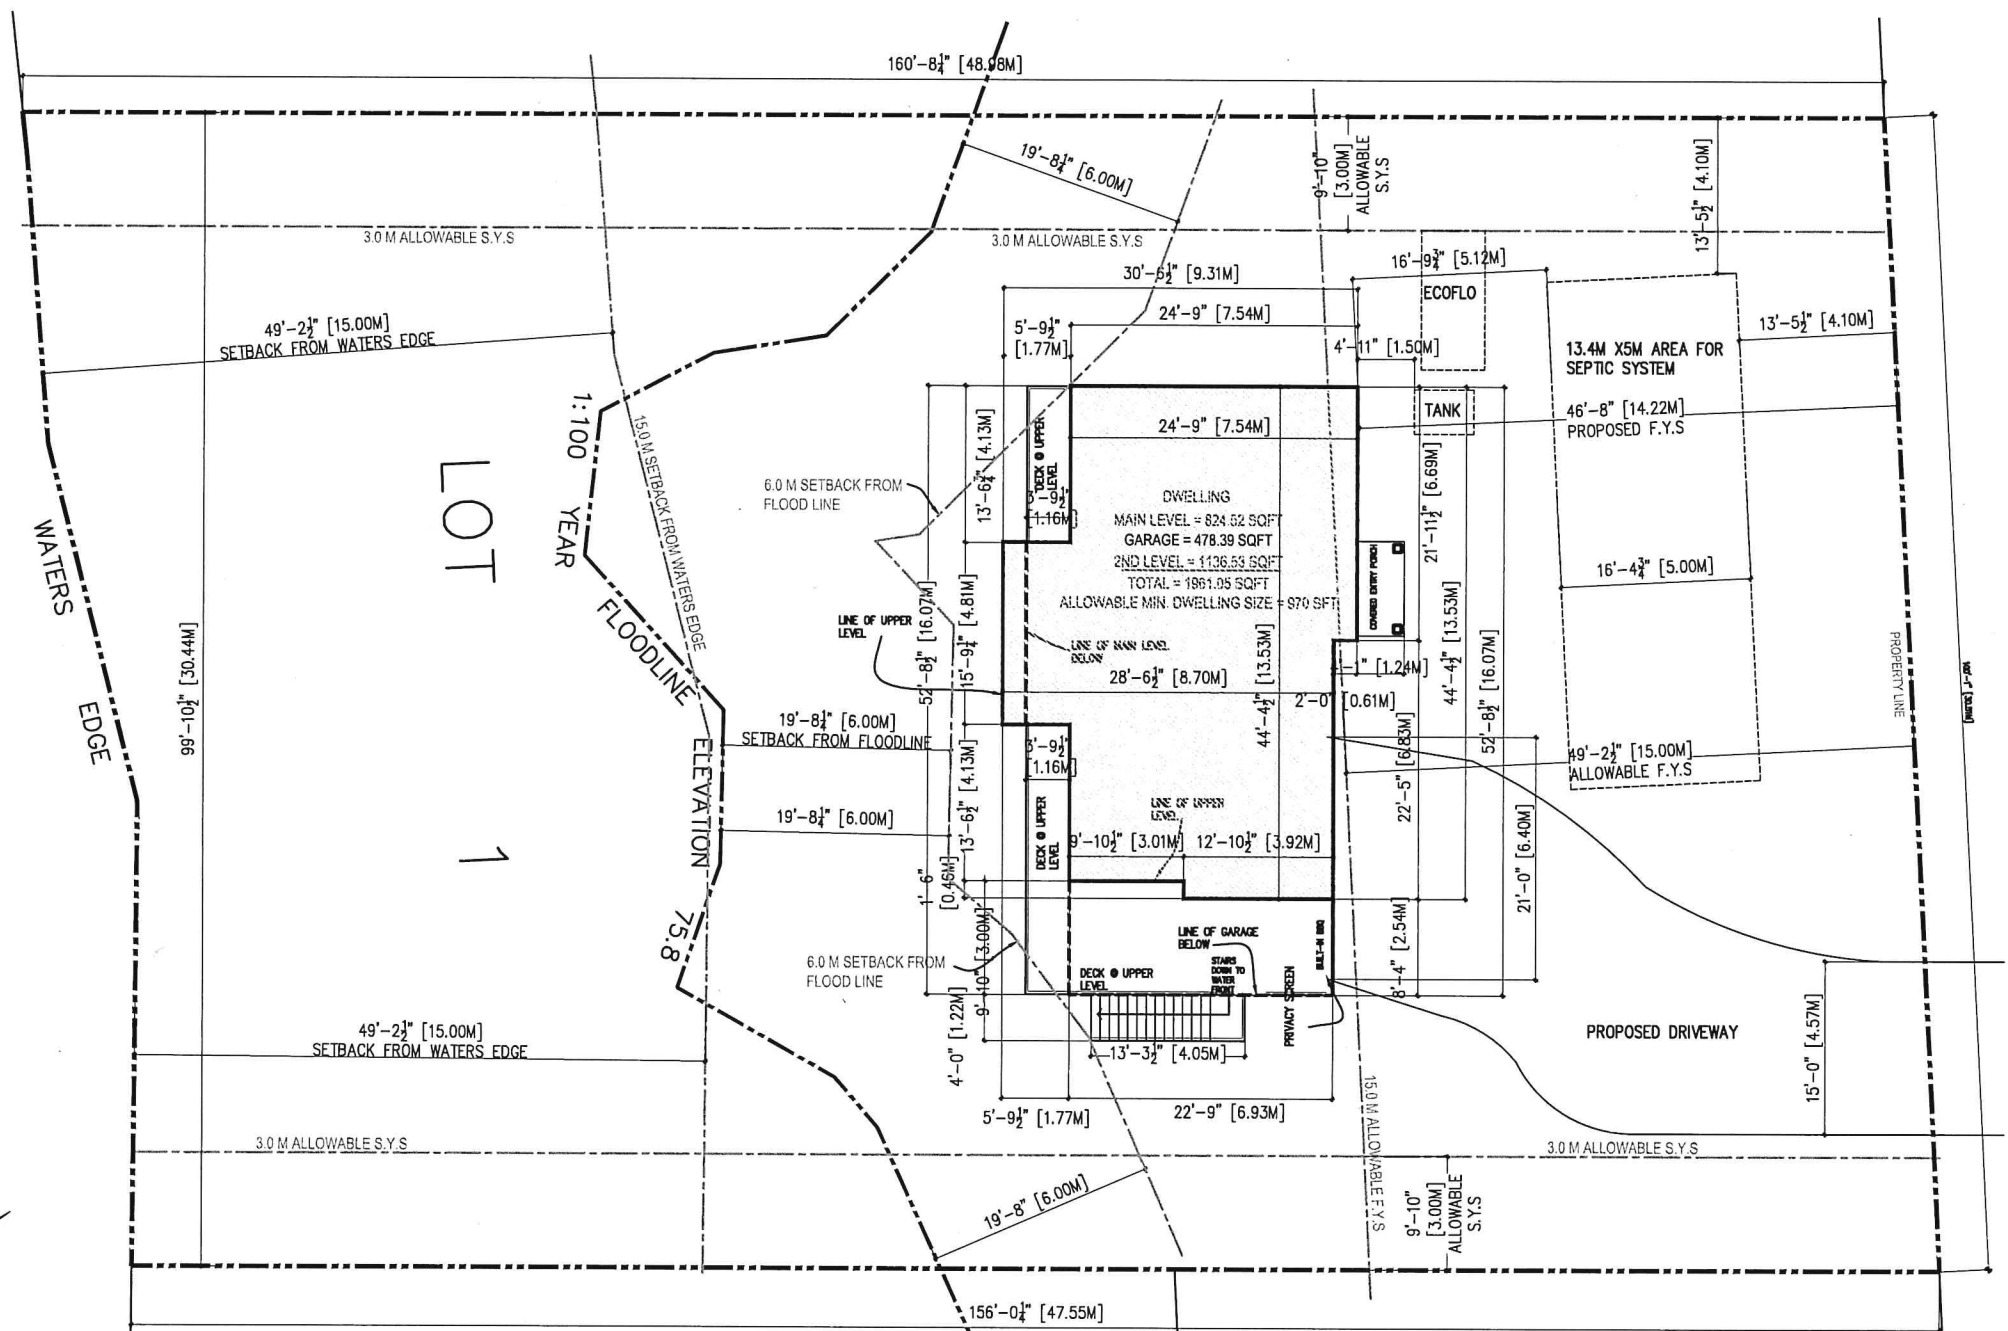 160'-8¼" [48.98M]
19'-8¼" [6.00M]
9'-10"
[3.00M]
ALLOWABLE
S.Y.S
13'-5½" [4.10M]
3.0 M ALLOWABLE S.Y.S
3.0 M ALLOWABLE S.Y.S
30'-6½" [9.31M]
16'-9¾" [5.12M]
ECOFLO
24'-9" [7.54M]
5'-9½"
[1.77M]
4'-11" [1.50M]
13'-5½" [4.10M]
49'-2½" [15.00M]
SETBACK FROM WATERS EDGE
13.4M X5M AREA FOR
SEPTIC SYSTEM
TANK
46'-8" [14.22M]
PROPOSED F.Y.S
24'-9" [7.54M]
1:100 YEAR FLOODLINE ELEVATION 75.8
15.0 M SETBACK FROM WATERS EDGE
LOT 1
WATERS EDGE
99'-10½" [30.44M]
6.0 M SETBACK FROM
FLOOD LINE
13'-6¾" [4.13M]
DECK @ UPPER
LEVEL
3'-9½"
[1.16M]
DWELLING
MAIN LEVEL = 824.52 SQFT
GARAGE = 478.39 SQFT
2ND LEVEL = 1136.53 SQFT
TOTAL = 1961.05 SQFT
ALLOWABLE MIN. DWELLING SIZE = 970 SFT
21'-11½" [6.69M]
COVERED ENTRY PORCH
16'-4¾" [5.00M]
LINE OF UPPER
LEVEL
52'-8½" [16.07M]
15'-9¼" [4.81M]
LINE OF MAIN LEVEL
BELOW
28'-6½" [8.70M]
44'-4½" [13.53M]
-1" [1.24M]
2'-0" [0.61M]
44'-4½" [13.53M]
52'-8½" [16.07M]
PROPERTY LINE
19'-8¼" [6.00M]
SETBACK FROM FLOODLINE
3'-9½"
[1.16M]
49'-2½" [15.00M]
ALLOWABLE F.Y.S
22'-5" [6.83M]
19'-8¼" [6.00M]
13'-6½" [4.13M]
DECK @ UPPER
LEVEL
LINE OF UPPER
LEVEL
9'-10½" [3.01M]
12'-10½" [3.92M]
21'-0" [6.40M]
1'-6"
[0.46M]
9'-10" [3.00M]
6.0 M SETBACK FROM
FLOOD LINE
LINE OF GARAGE
BELOW
BUILT-IN BBQ
8'-4" [2.54M]
DECK @ UPPER
LEVEL
STAIRS
DOWN TO
WATER
FRONT
PRIVACY SCREEN
4'-0" [1.22M]
13'-3½" [4.05M]
49'-2½" [15.00M]
SETBACK FROM WATERS EDGE
PROPOSED DRIVEWAY
15'-0" [4.57M]
5'-9½" [1.77M]
22'-9" [6.93M]
15.0 M ALLOWABLE F.Y.S
3.0 M ALLOWABLE S.Y.S
3.0 M ALLOWABLE S.Y.S
19'-8" [6.00M]
9'-10"
[3.00M]
ALLOWABLE
S.Y.S
156'-0¼" [47.55M]